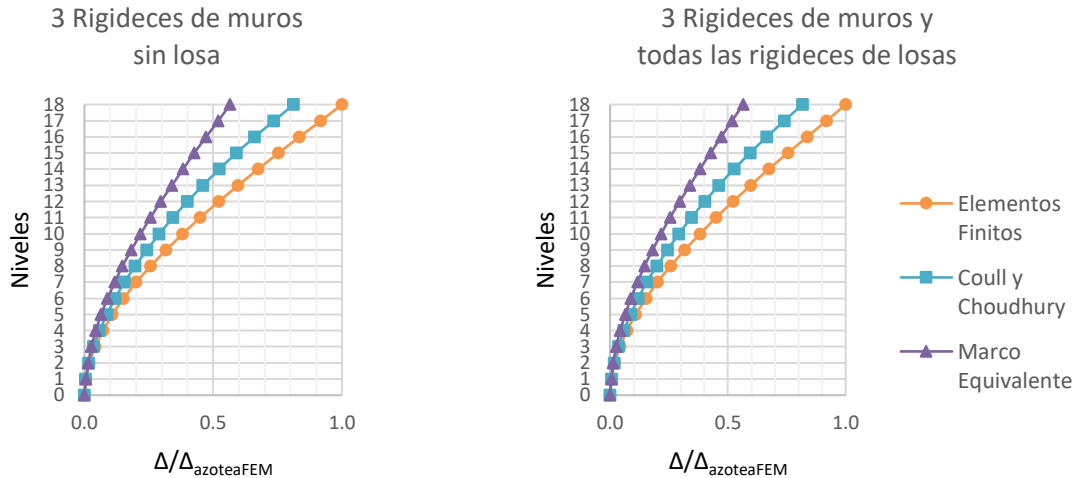 3 Rigideces de muros
sin losa
18
17
16
15
14
13
12
11
10
9
8
7
6
5
4
3
2
1
0
Niveles
0.0 0.5 1.0
Δ/ΔazoteaFEM
3 Rigideces de muros y
todas las rigideces de losas
18
17
16
15
14
13
12
11
10
9
8
7
6
5
4
3
2
1
0
Niveles
0.0 0.5 1.0
Δ/ΔazoteaFEM
Elementos
Finitos
Coull y
Choudhury
Marco
Equivalente